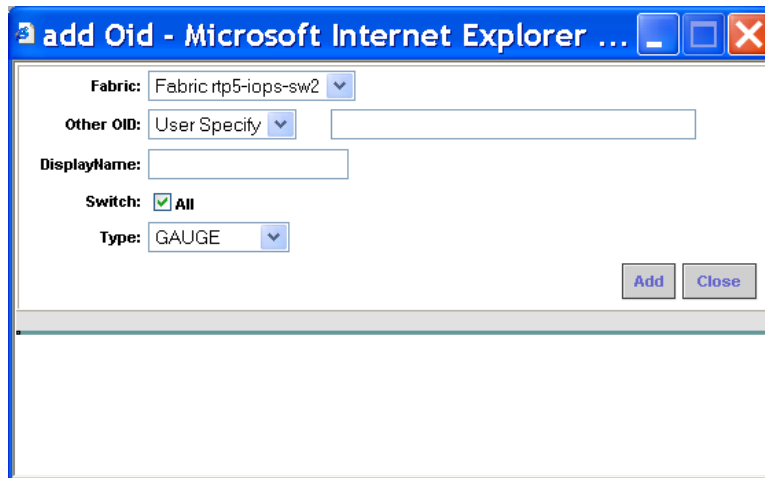 add Oid - Microsoft Internet Explorer ...
Fabric: Fabric rtp5-iops-sw2
Other OID: User Specify
DisplayName:
Switch: All
Type: GAUGE
Add Close